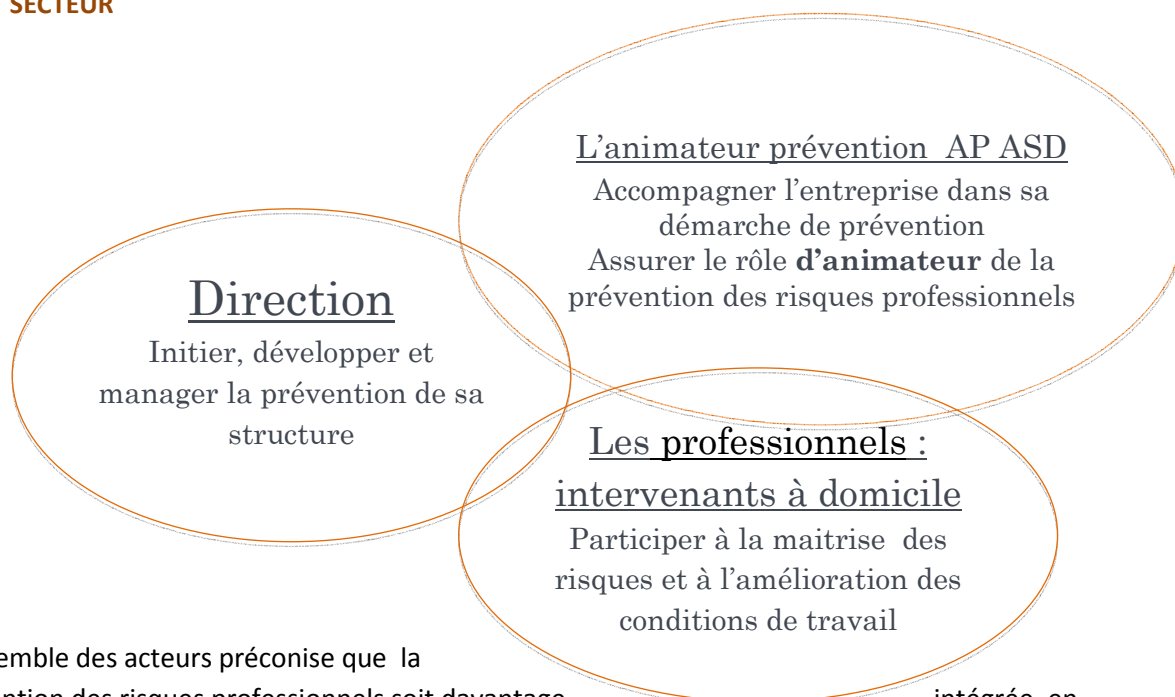 SECTEUR
L’animateur prévention AP ASD
Accompagner l’entreprise dans sa
démarche de prévention
Assurer le rôle d’animateur de la
prévention des risques professionnels
Direction
Initier, développer et
manager la prévention de sa
structure
Les professionnels :
intervenants à domicile
Participer à la maitrise des
risques et à l’amélioration des
conditions de travail
emble des acteurs préconise que la
des risques professionnels soit davantage intégrée en